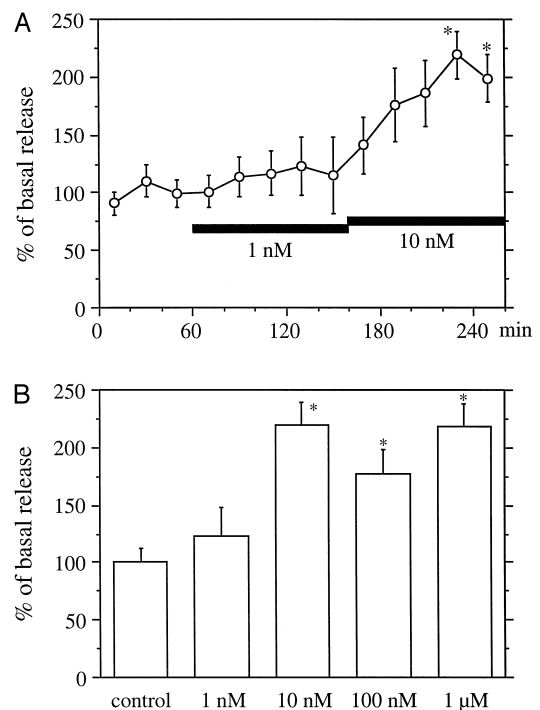 A
% of basal release
250
200
150
100
50
0
* *
1 nM
10 nM
0 60 120 180 240 min
B
% of basal release
250
200
150
100
50
0
* * *
control 1 nM 10 nM 100 nM 1 µM